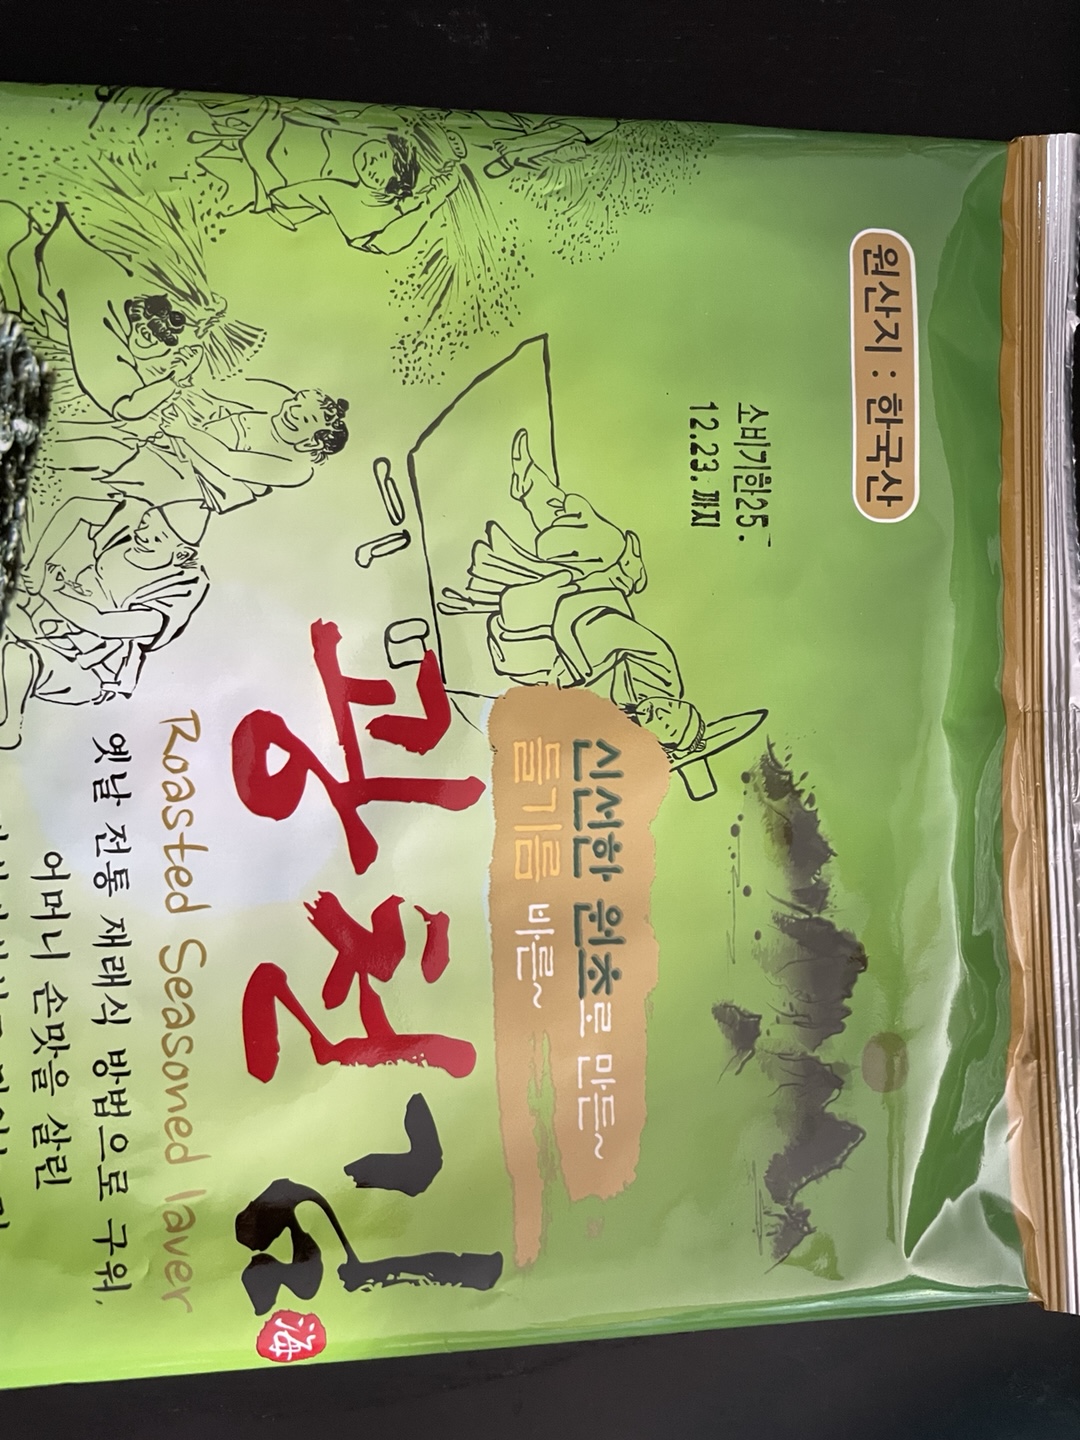 원산지 : 한국산
소비기한25.
12.23.까지
신선한 원초로 만든~
들기름 바른~
광천김
海
Roasted Seasoned laver
옛날 전통 재래식 방법으로 구워,
어머니 손맛을 살린